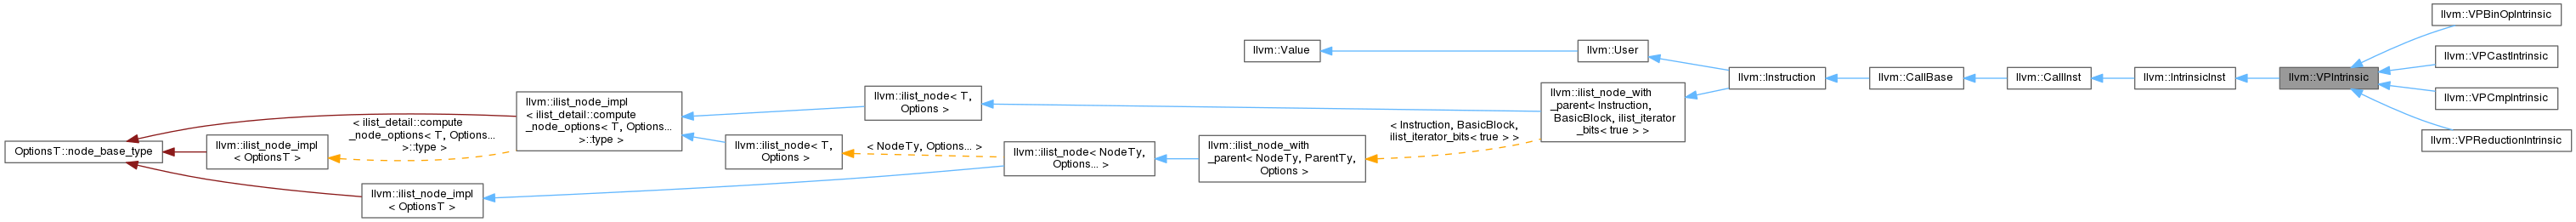 OptionsT::node_base_type
llvm::ilist_node_impl
< OptionsT >
< ilist_detail::compute
_node_options< T, Options...
>::type >
llvm::ilist_node_impl
< OptionsT >
llvm::ilist_node_impl
< ilist_detail::compute
_node_options< T, Options...
>::type >
llvm::ilist_node< T,
Options >
< NodeTy, Options... >
llvm::ilist_node< T,
Options >
llvm::ilist_node< NodeTy,
Options... >
llvm::ilist_node_with
_parent< NodeTy, ParentTy,
Options >
< Instruction, BasicBlock,
ilist_iterator_bits< true > >
llvm::Value
llvm::ilist_node_with
_parent< Instruction,
BasicBlock, ilist_iterator
_bits< true > >
llvm::User
llvm::Instruction
llvm::CallBase
llvm::CallInst
llvm::IntrinsicInst
llvm::VPIntrinsic
llvm::VPBinOpIntrinsic
llvm::VPCastIntrinsic
llvm::VPCmpIntrinsic
llvm::VPReductionIntrinsic